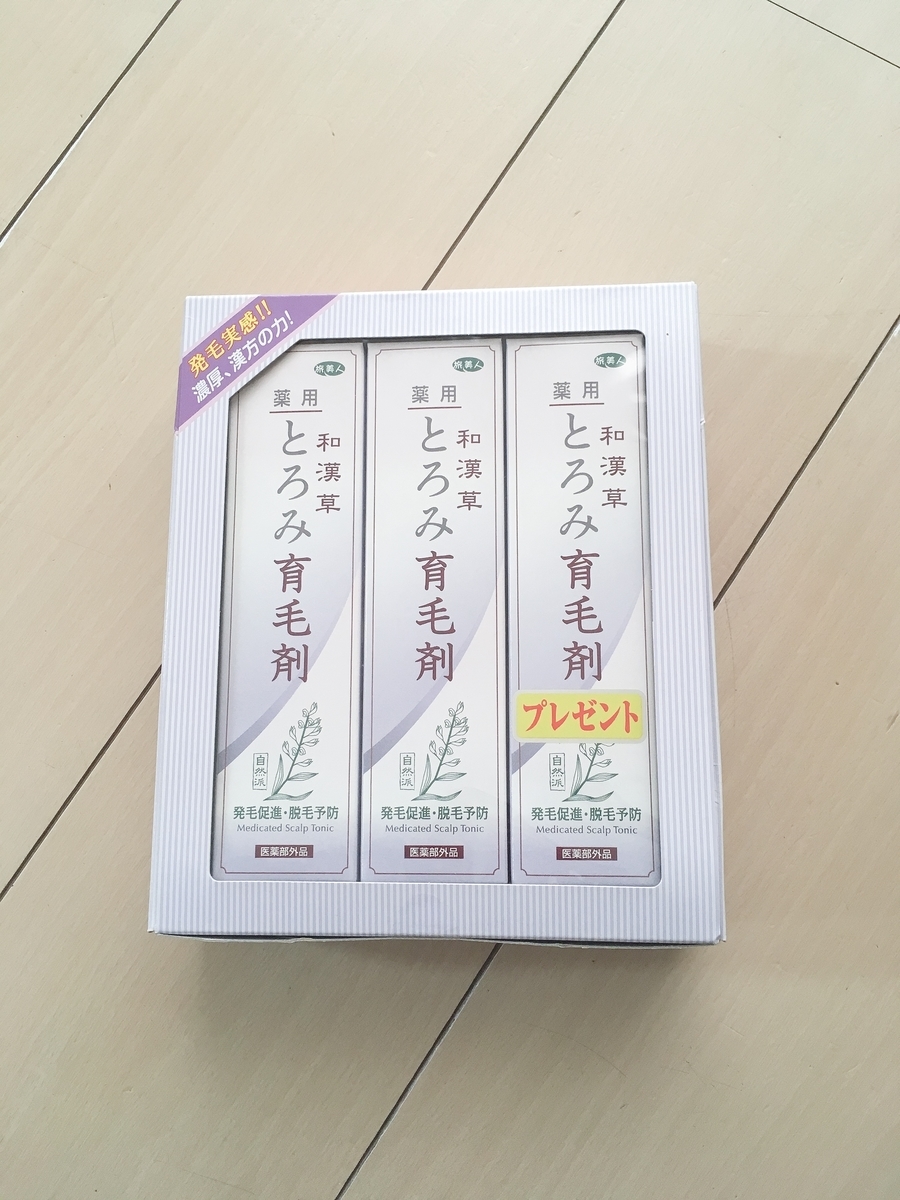 発毛実感!!
濃厚、漢方の力!
旅美人
薬用
和漢草
とろみ育毛剤
自然派
発毛促進・脱毛予防
Medicated Scalp Tonic
医薬部外品
旅美人
薬用
和漢草
とろみ育毛剤
自然派
発毛促進・脱毛予防
Medicated Scalp Tonic
医薬部外品
旅美人
薬用
和漢草
とろみ育毛剤
プレゼント
自然派
発毛促進・脱毛予防
Medicated Scalp Tonic
医薬部外品